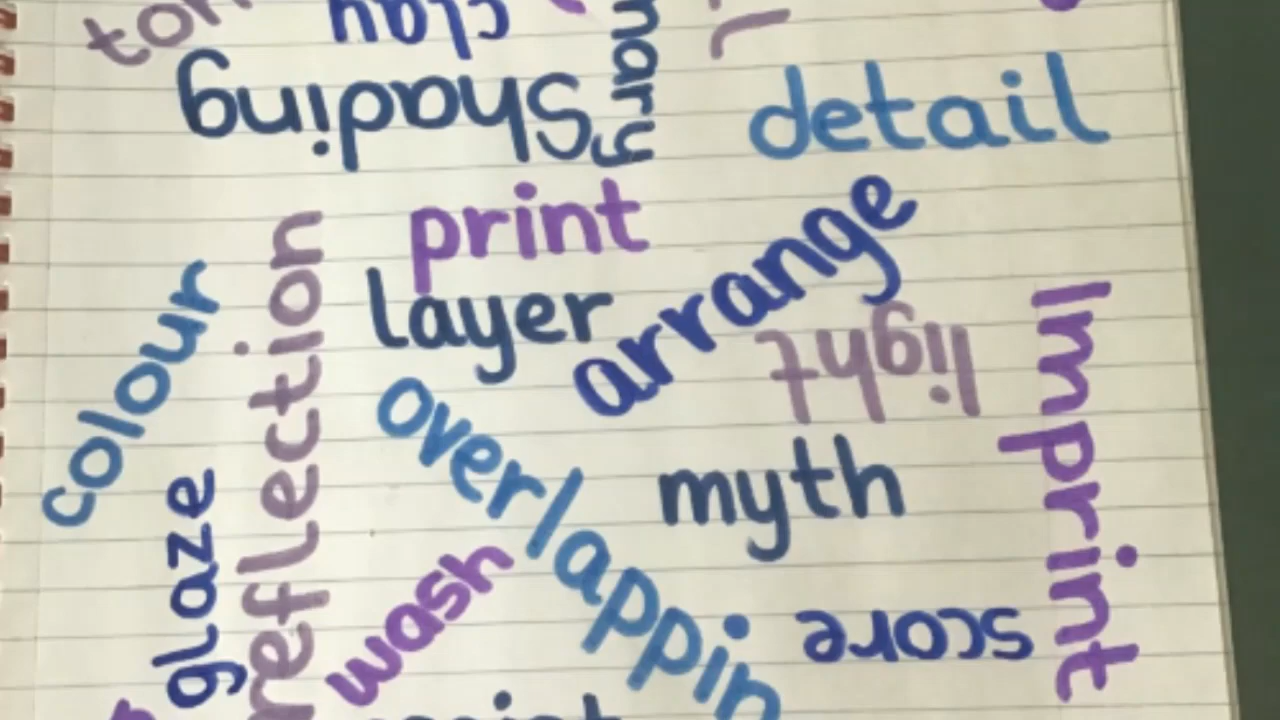 clay
Shading
detail
print
arrange
layer
light
colour
reflection
Imprint
overlappin
myth
glaze
wash
score